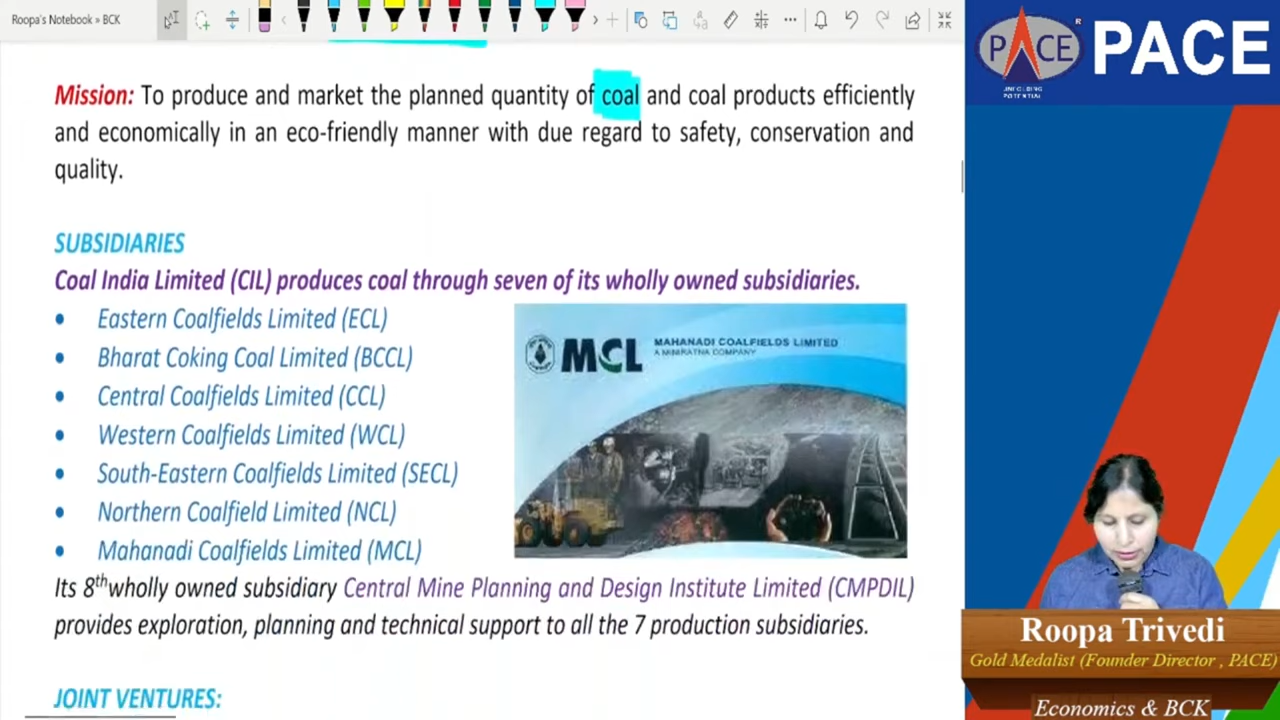 Roopa's Notebook » BCK
Mission: To produce and market the planned quantity of coal and coal products efficiently
and economically in an eco-friendly manner with due regard to safety, conservation and
quality.
SUBSIDIARIES
Coal India Limited (CIL) produces coal through seven of its wholly owned subsidiaries.
• Eastern Coalfields Limited (ECL)
• Bharat Coking Coal Limited (BCCL)
• Central Coalfields Limited (CCL)
• Western Coalfields Limited (WCL)
• South-Eastern Coalfields Limited (SECL)
• Northern Coalfield Limited (NCL)
• Mahanadi Coalfields Limited (MCL)
MCL MAHANADI COALFIELDS LIMITED
A MINIRATNA COMPANY
Its 8th wholly owned subsidiary Central Mine Planning and Design Institute Limited (CMPDIL)
provides exploration, planning and technical support to all the 7 production subsidiaries.
JOINT VENTURES:
PACE
UNFOLDING
POTENTIAL
PACE
Roopa Trivedi
Gold Medalist (Founder Director , PACE)
Economics & BCK